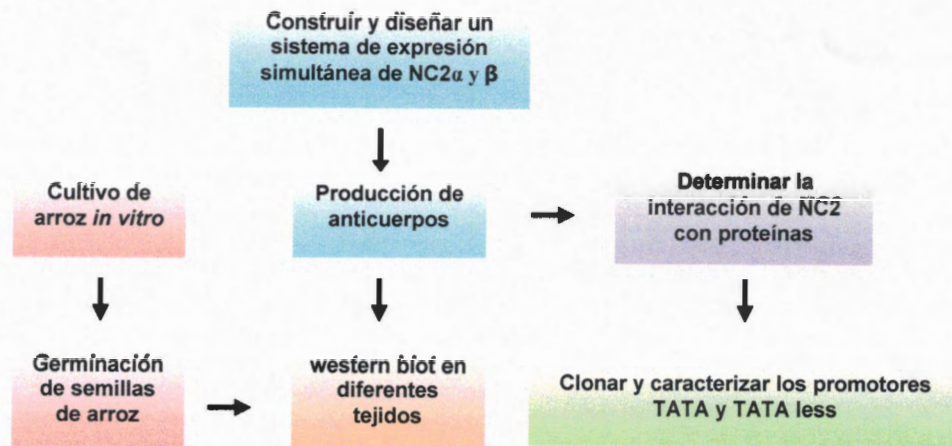 Construir y diseñar un
sistema de expresión
simultánea de NC2α y β
Cultivo de
arroz in vitro
Producción de
anticuerpos
Determinar la
interacción de NC2
con proteínas
Germinación
de semillas
de arroz
western blot en
diferentes
tejidos
Clonar y caracterizar los promotores
TATA y TATA less